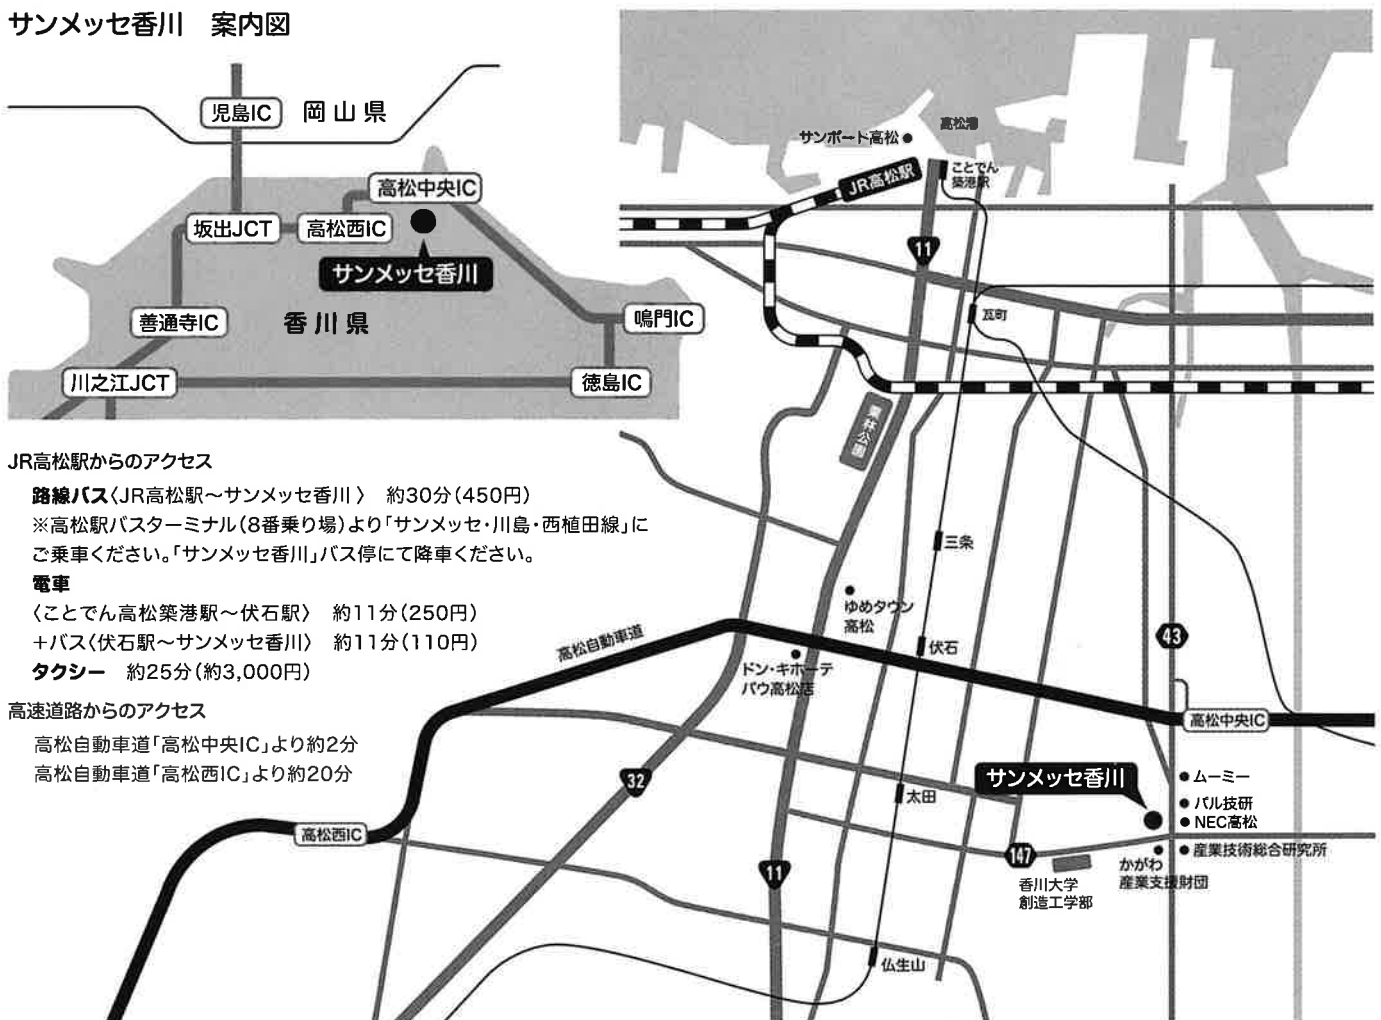 サンメッセ香川　案内図
児島IC
岡山県
高松中央IC
坂出JCT
高松西IC
サンメッセ香川
善通寺IC
香川県
鳴門IC
川之江JCT
徳島IC
JR高松駅からのアクセス
路線バス〈JR高松駅～サンメッセ香川〉　約30分(450円)
※高松駅バスターミナル(8番乗り場)より「サンメッセ・川島・西植田線」に
ご乗車ください。「サンメッセ香川」バス停にて降車ください。
電車
〈ことでん高松築港駅～伏石駅〉　約11分(250円)
＋バス〈伏石駅～サンメッセ香川〉　約11分(110円)
タクシー　約25分(約3,000円)
高速道路からのアクセス
高松自動車道「高松中央IC」より約2分
高松自動車道「高松西IC」より約20分
サンポート高松
高松港
JR高松駅
ことでん
築港駅
11
瓦町
栗林公園
三条
ゆめタウン
高松
伏石
43
高松自動車道
ドン・キホーテ
パウ高松店
高松中央IC
サンメッセ香川
ムーミー
パル技研
NEC高松
32
太田
高松西IC
147
産業技術総合研究所
かがわ
産業支援財団
11
香川大学
創造工学部
仏生山